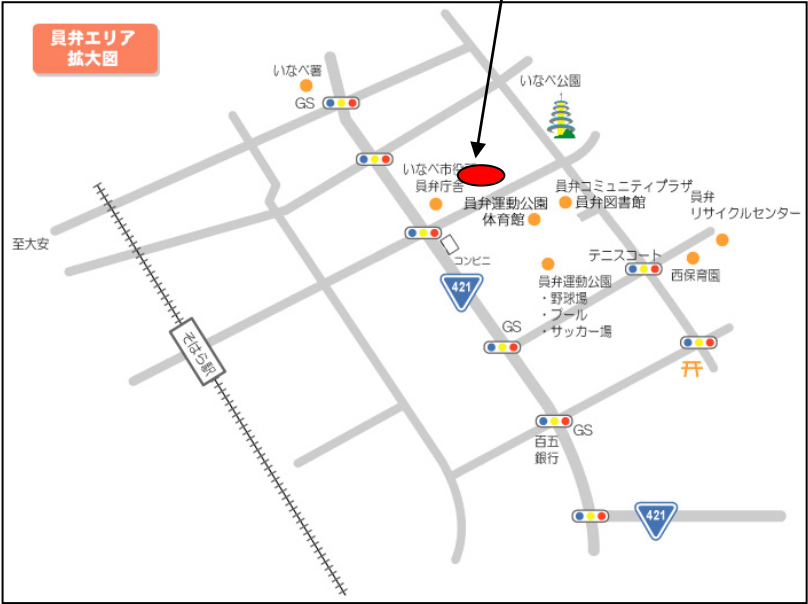 員弁エリア
拡大図
いなべ署
GS
いなべ公園
いなべ市役
員弁庁舎
員弁運動公園
体育館
員弁コミュニティプラザ
員弁図書館
員弁
リサイクルセンター
至大安
コンビニ
テニスコート
西保育園
421
員弁運動公園
・野球場
・プール
・サッカー場
GS
そはら駅
GS
百五
銀行
421